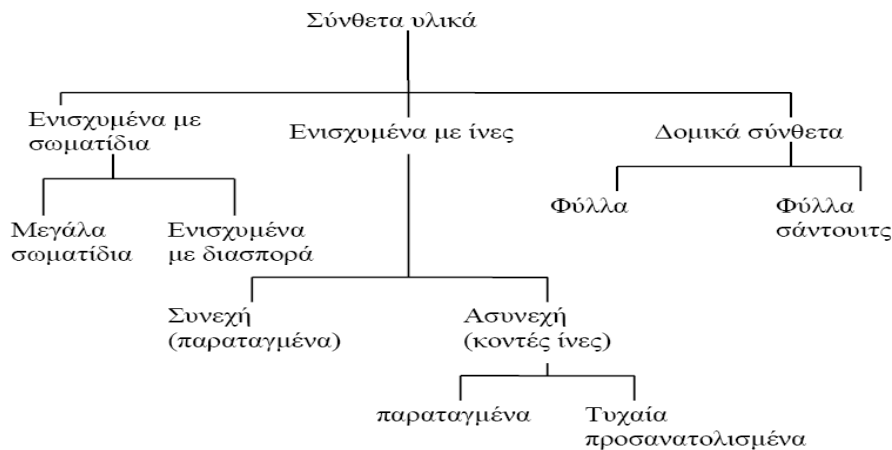 Σύνθετα υλικά
Ενισχυμένα με
σωματίδια
Ενισχυμένα με ίνες
Δομικά σύνθετα
Μεγάλα
σωματίδια
Ενισχυμένα
με διασπορά
Φύλλα
Φύλλα
σάντουιτς
Συνεχή
(παραταγμένα)
Ασυνεχή
(κοντές ίνες)
παραταγμένα
Τυχαία
προσανατολισμένα